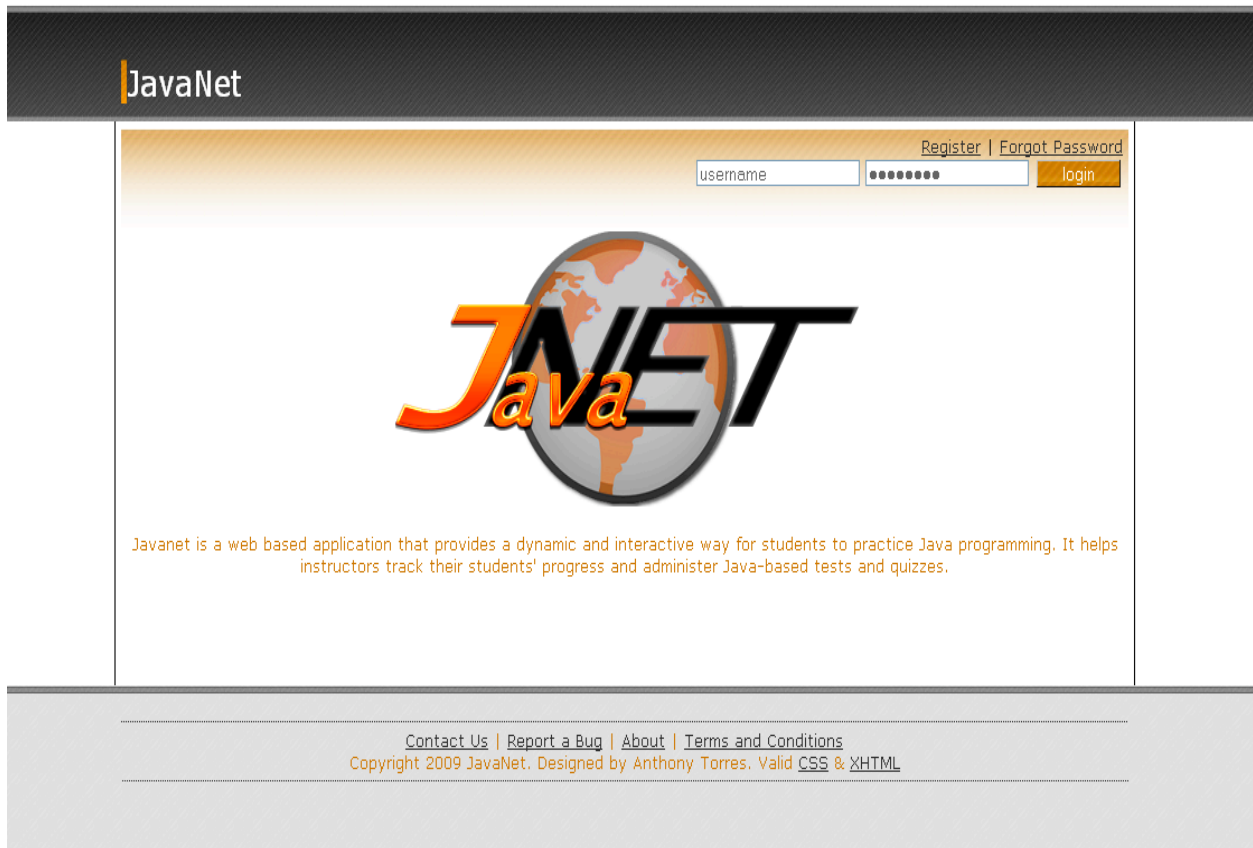 JavaNet
Register | Forgot Password
username ●●●●●●●● login
Java NET
Javanet is a web based application that provides a dynamic and interactive way for students to practice Java programming. It helps
instructors track their students' progress and administer Java-based tests and quizzes.
Contact Us | Report a Bug | About | Terms and Conditions
Copyright 2009 JavaNet. Designed by Anthony Torres. Valid CSS & XHTML